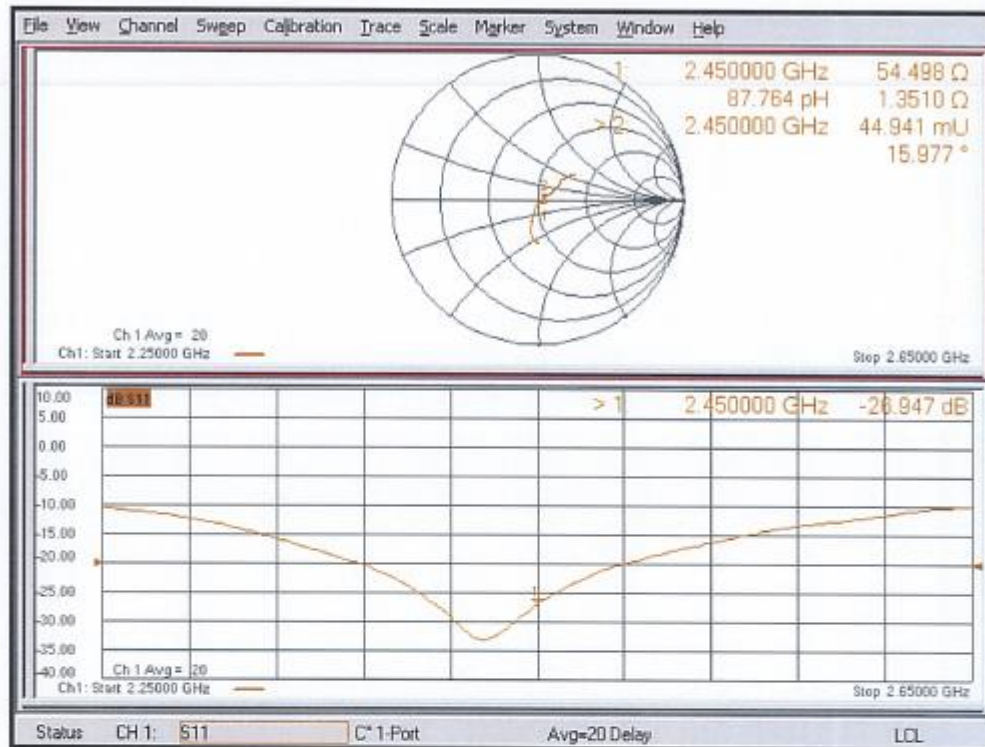 File View Channel Sweep Calibration Trace Scale Marker System Window Help
1: 2.450000 GHz 54.498 Ω
87.764 pH 1.3510 Ω
> 2: 2.450000 GHz 44.941 mU
15.977 °
Ch 1 Avg = 20
Ch1: Start 2.25000 GHz
Stop 2.65000 GHz
10.00
dB S11
> 1: 2.450000 GHz -26.947 dB
5.00
0.00
-5.00
-10.00
-15.00
-20.00
-25.00
1
-30.00
-35.00
-40.00
Ch 1 Avg = 20
Ch1: Start 2.25000 GHz
Stop 2.65000 GHz
Status CH 1: S11 C* 1-Port Avg=20 Delay LCL